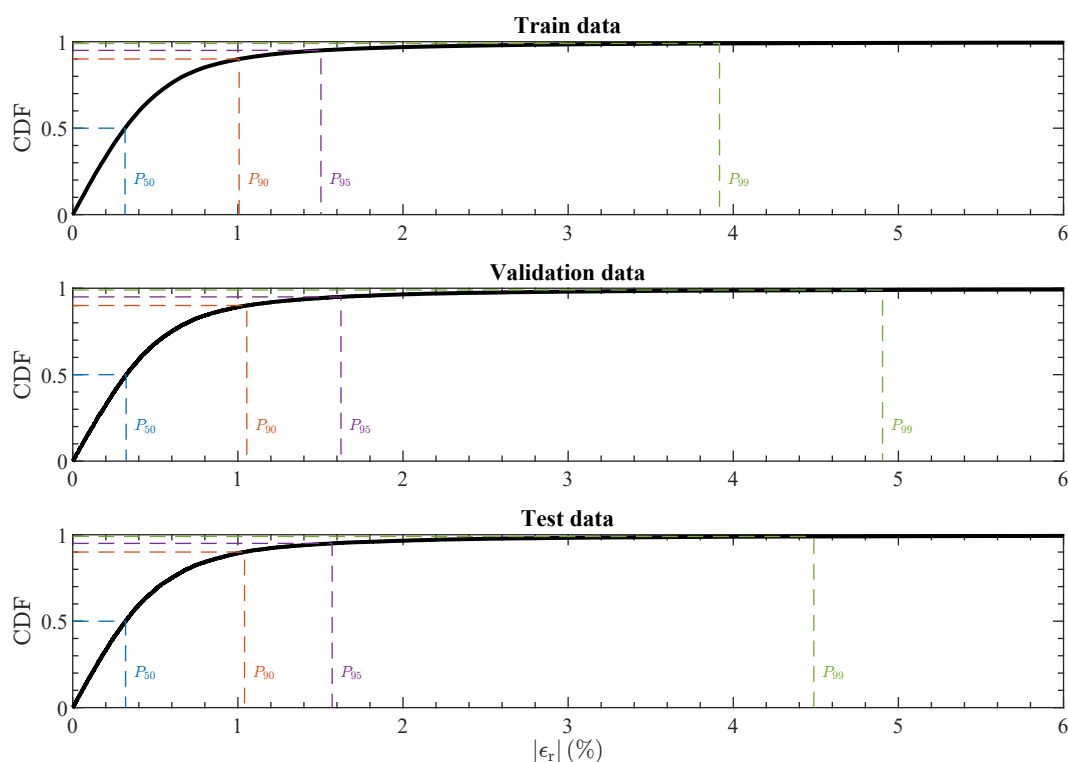 Train data
1
0.5
0
CDF
P50
P90
P95
P99
0 1 2 3 4 5 6
Validation data
1
0.5
0
CDF
P50
P90
P95
P99
0 1 2 3 4 5 6
Test data
1
0.5
0
CDF
P50
P90
P95
P99
0 1 2 3 4 5 6
|ϵr| (%)